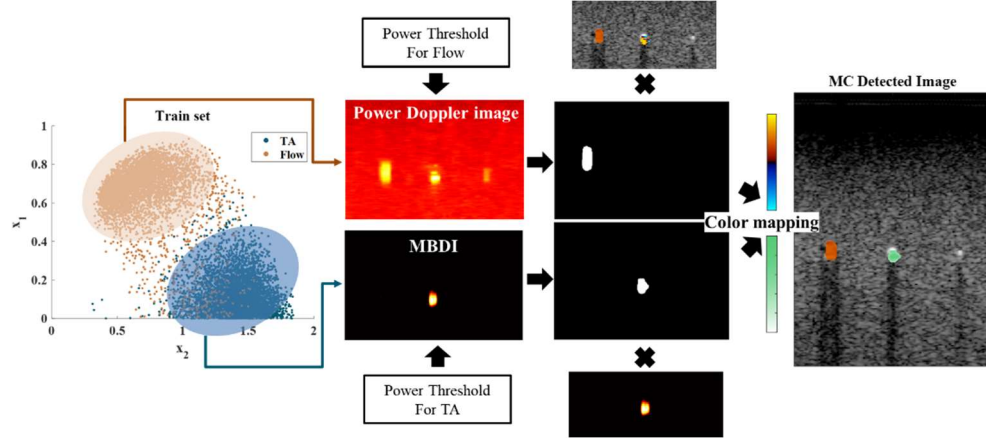 Power Threshold
For Flow
MC Detected Image
Train set
TA
Flow
Power Doppler image
1
0.8
0.6
0.4
0.2
0
x1
0
0.5
1
1.5
2
x2
MBDI
Color mapping
Power Threshold
For TA